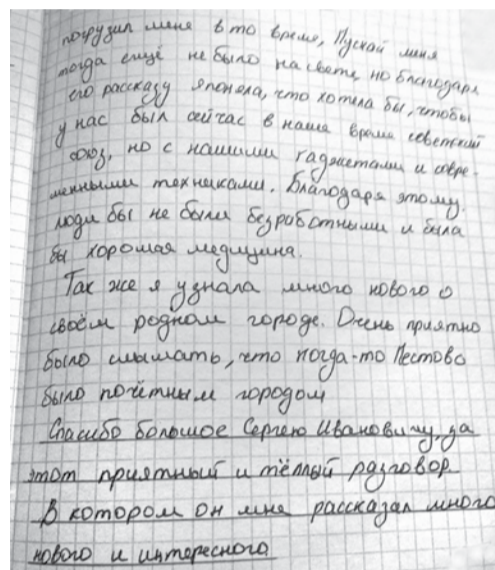 погрузил меня в то время, Пускай меня
тогда ещё не было на свете, но благодаря
его рассказу я поняла, что хотела бы, чтобы
у нас был сейчас в наше время советский
союз, но с нашими гаджетами и совре-
менными техниками. Благодаря этому,
люди бы не были безработными и была
бы хорошая медицина.
Так же я узнала много нового о
своём родном городе. Очень приятно
было слышать, что когда-то Пестово
было почётным городом
Спасибо большое Сергею Ивановичу, за
этот приятный и тёплый разговор
В котором он мне рассказал много
нового и интересного